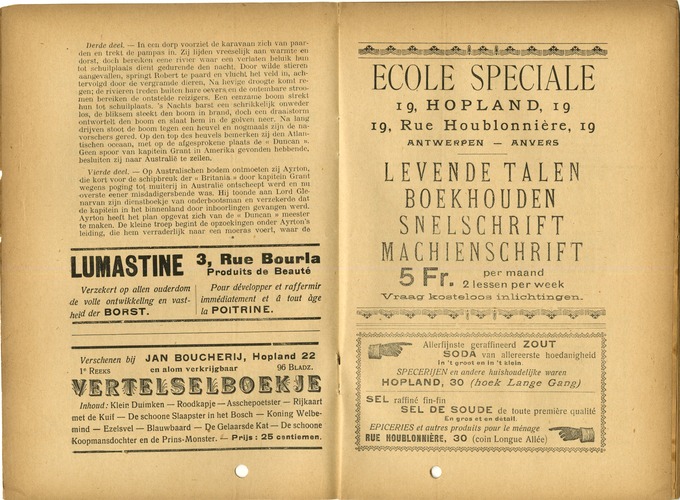 Derde deel. — In een dorp voorziet de karavaan zich van paar-
den en trekt de pampas in. Zij lijden vreeselijk aan warmte en
dorst, doch bereiken eene rivier waar een verlaten beluik hun
tot schuilplaats dient gedurende den nacht. Door wilde stieren
aangevallen, springt Robert te paard en vlucht het veld in, ach-
tervolgd door de vergramde dieren. Na hevige droogte komt re-
gen; de rivieren treden buiten hare oevers en de ontembare stroo-
men bereiken de ontstelde reizigers. Een eenzame boom strekt
hun tot schuilplaats. 's Nachts barst een schrikkelijk onweder
los, de bliksem steekt den boom in brand, doch een draaistorm
ontwortelt den boom en slaat hem in de golven neer. Na lang
drijven stoot de boom tegen een heuvel en nogmaals zijn de na-
vorschers gered. Op den top des heuvels bemerken zij den Atlan-
tischen oceaan, met op de afgesproken plaats de « Duncan ».
Geen spoor van kapitein Grant in Amerika gevonden hebbende,
besluiten zij naar Australië te zeilen.
Vierde deel. — Op Australischen bodem ontmoeten zij Ayrton,
die kort voor de schipbreuk der « Britania » door kapitein Grant
wegens poging tot muiterij in Australië ontscheept werd en nu
overste eener misdadigersbende was. Hij toonde aan Lord Gle-
narvan zijn dienstboekje van onderbootsman en verzekerde dat
de kapitein in het binnenland door inboorlingen gevangen werd.
Ayrton heeft het plan opgevat zich van de « Duncan » meester
te maken. De kleine troep begint de opzoekingen onder Ayrton's
leiding, die hem verraderlijk naar een moeras voert, waar de
LUMASTINE 3, Rue Bourla
Produits de Beauté
Verzekert op allen ouderdom
de volle ontwikkeling en vast-
heid der BORST.
Pour développer et raffermir
immédiatement et à tout âge
la POITRINE.
Verschenen bij JAN BOUCHERIJ, Hopland 22
1e REEKS en alom verkrijgbaar 96 BLADZ.
VERTELSELBOEKJE
Inhoud: Klein Duimken — Roodkapje — Asschepoetster — Rijkaart
met de Kuif — De schoone Slaapster in het Bosch — Koning Welbe-
mind — Ezelsvel — Blauwbaard — De Gelaarsde Kat — De schoone
Koopmansdochter en de Prins-Monster. — Prijs: 25 centiemen.
ECOLE SPECIALE
19, HOPLAND, 19
19, Rue Houblonnière, 19
ANTWERPEN — ANVERS
LEVENDE TALEN
BOEKHOUDEN
SNELSCHRIFT
MACHIENSCHRIFT
5 Fr. per maand
2 lessen per week
Vraag kosteloos inlichtingen.
Allerfijnste geraffineerd ZOUT
SODA van allereerste hoedanigheid
In 't groot en in 't klein
SPECERIJEN en andere huishoudelijke waren
HOPLAND, 30 (hoek Lange Gang)
SEL raffiné fin-fin
SEL DE SOUDE de toute première qualité
En gros et en détail.
EPICERIES et autres produits pour le ménage
RUE HOUBLONNIÈRE, 30 (coin Longue Allée)